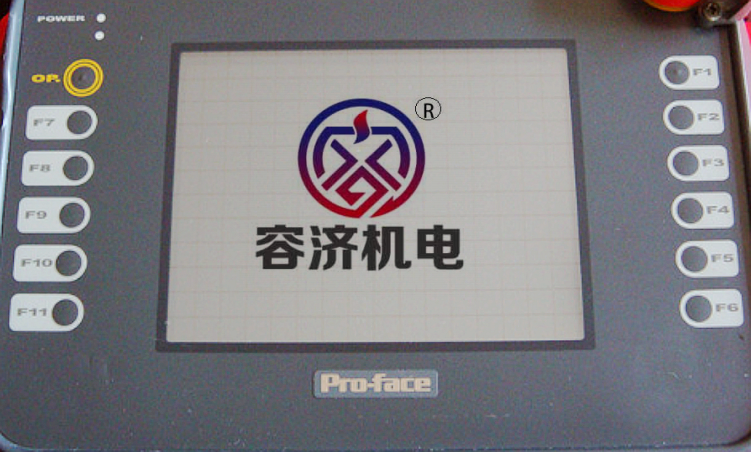 POWER
OP.
F7
F8
F9
F10
F11
®
容济机电
F1
F2
F3
F4
F5
F6
Pro-face